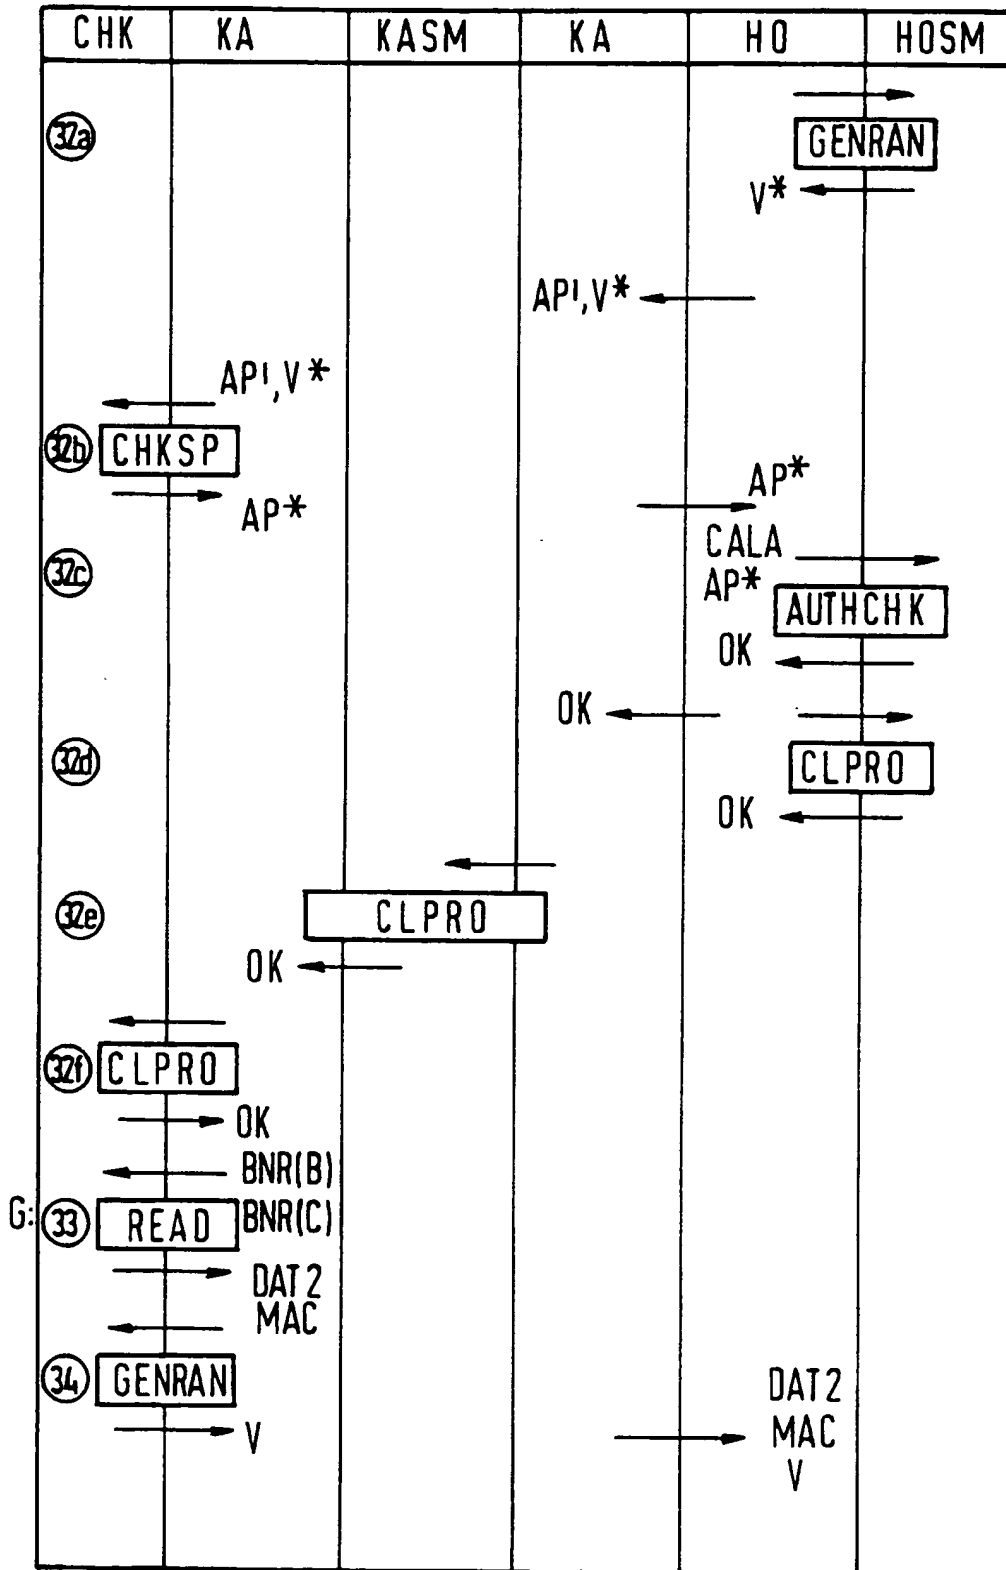 CHK KA KASM KA HO HOSM
32a GENRAN
V*
AP',V*
AP',V*
32b CHKSP
AP*
AP*
CALA
32c AP*
AUTHCHK
OK
OK
32d CLPRO
OK
32e CLPRO
OK
32f CLPRO
OK
BNR(B)
G: 33 READ BNR(C)
DAT2
MAC
34 GENRAN
V
DAT2
MAC
V